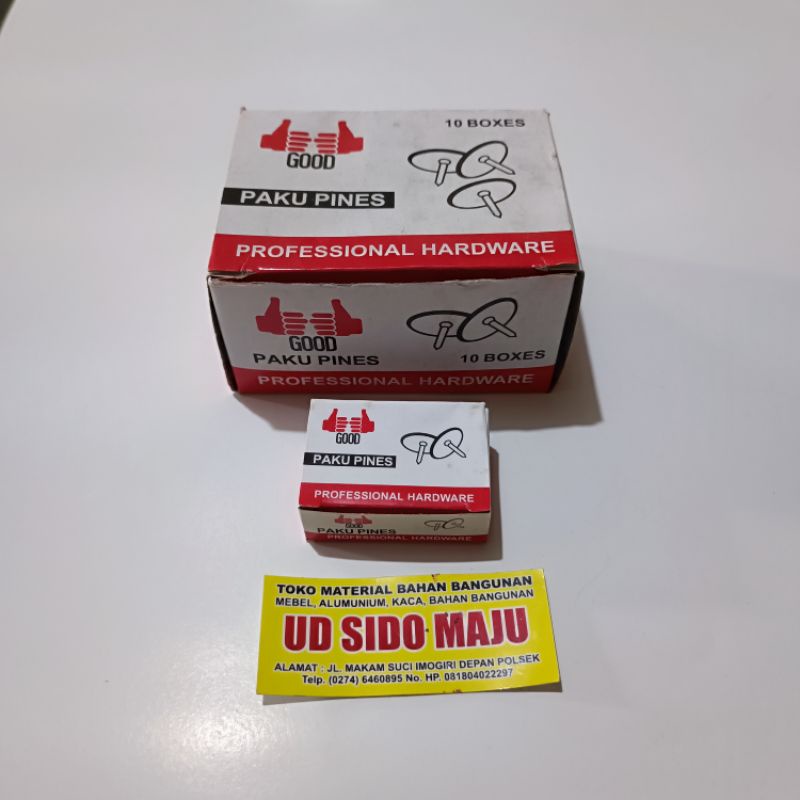 10 BOXES
GOOD
PAKU PINES
PROFESSIONAL HARDWARE
GOOD
PAKU PINES
10 BOXES
PROFESSIONAL HARDWARE
GOOD
PAKU PINES
PROFESSIONAL HARDWARE
GOOD
PAKU PINES
PROFESSIONAL HARDWARE
TOKO MATERIAL BAHAN BANGUNAN
MEBEL, ALUMUNIUM, KACA, BAHAN BANGUNAN
UD SIDO MAJU
ALAMAT : JL. MAKAM SUCI IMOGIRI DEPAN POLSEK
Telp. (0274) 6460895 No. HP. 081804022297